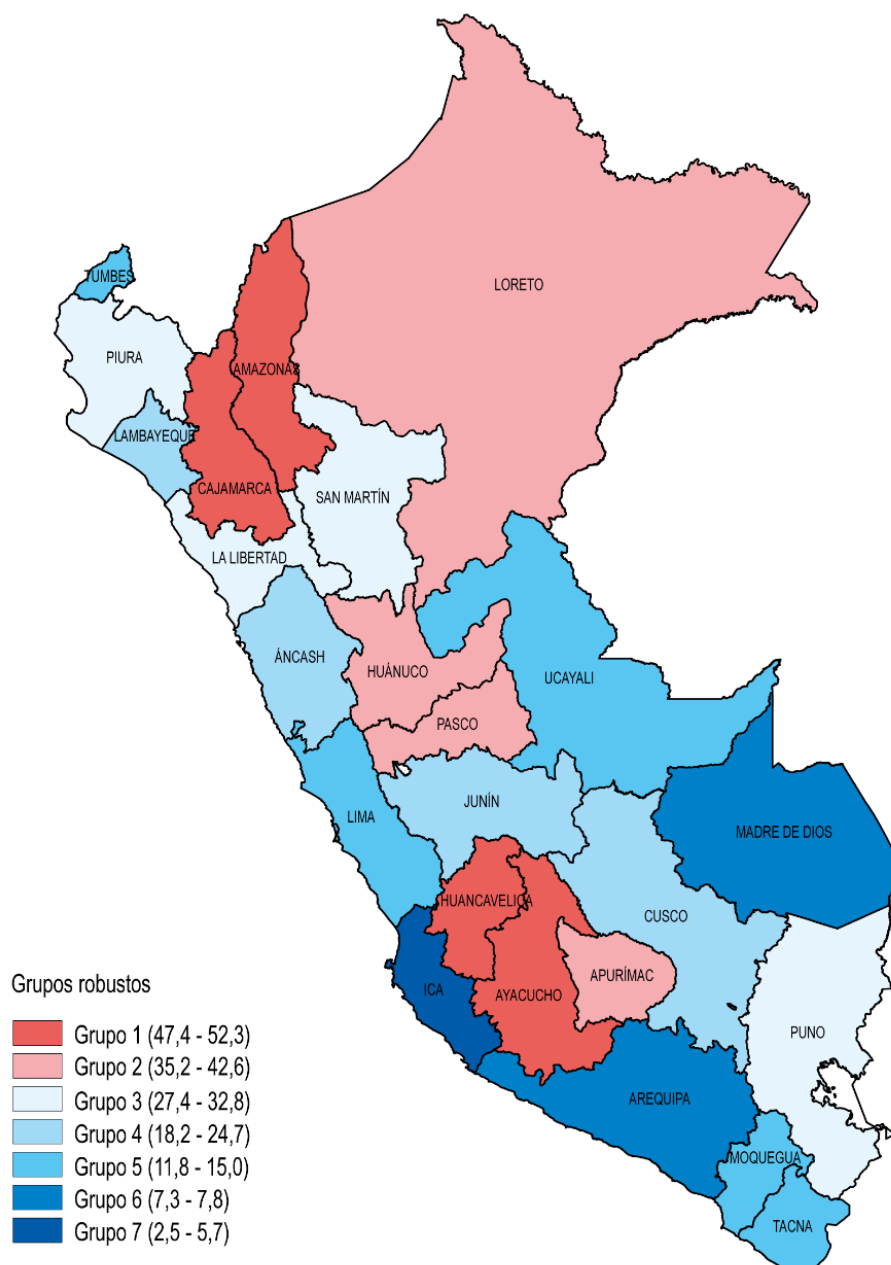 LORETO
TUMBES
PIURA
AMAZONAS
LAMBAYEQUE
CAJAMARCA
SAN MARTÍN
LA LIBERTAD
ÁNCASH
HUÁNUCO
UCAYALI
PASCO
JUNÍN
LIMA
MADRE DE DIOS
HUANCAVELICA
CUSCO
APURÍMAC
ICA
AYACUCHO
PUNO
AREQUIPA
MOQUEGUA
TACNA
Grupos robustos
Grupo 1 (47,4 - 52,3)
Grupo 2 (35,2 - 42,6)
Grupo 3 (27,4 - 32,8)
Grupo 4 (18,2 - 24,7)
Grupo 5 (11,8 - 15,0)
Grupo 6 (7,3 - 7,8)
Grupo 7 (2,5 - 5,7)